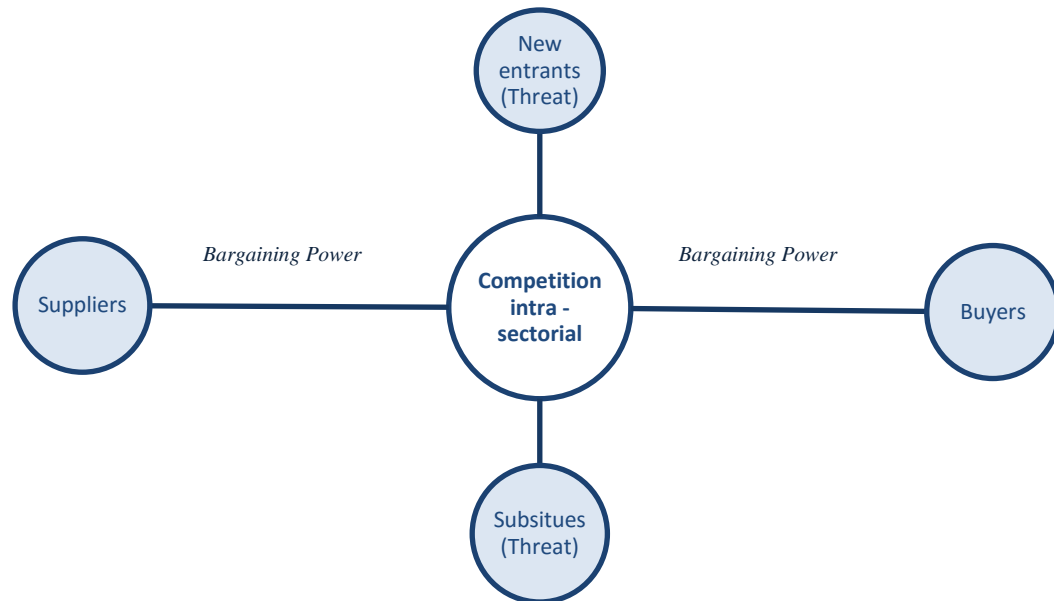 New
entrants
(Threat)
Bargaining Power
Bargaining Power
Suppliers
Competition
intra -
sectorial
Buyers
Subsitues
(Threat)